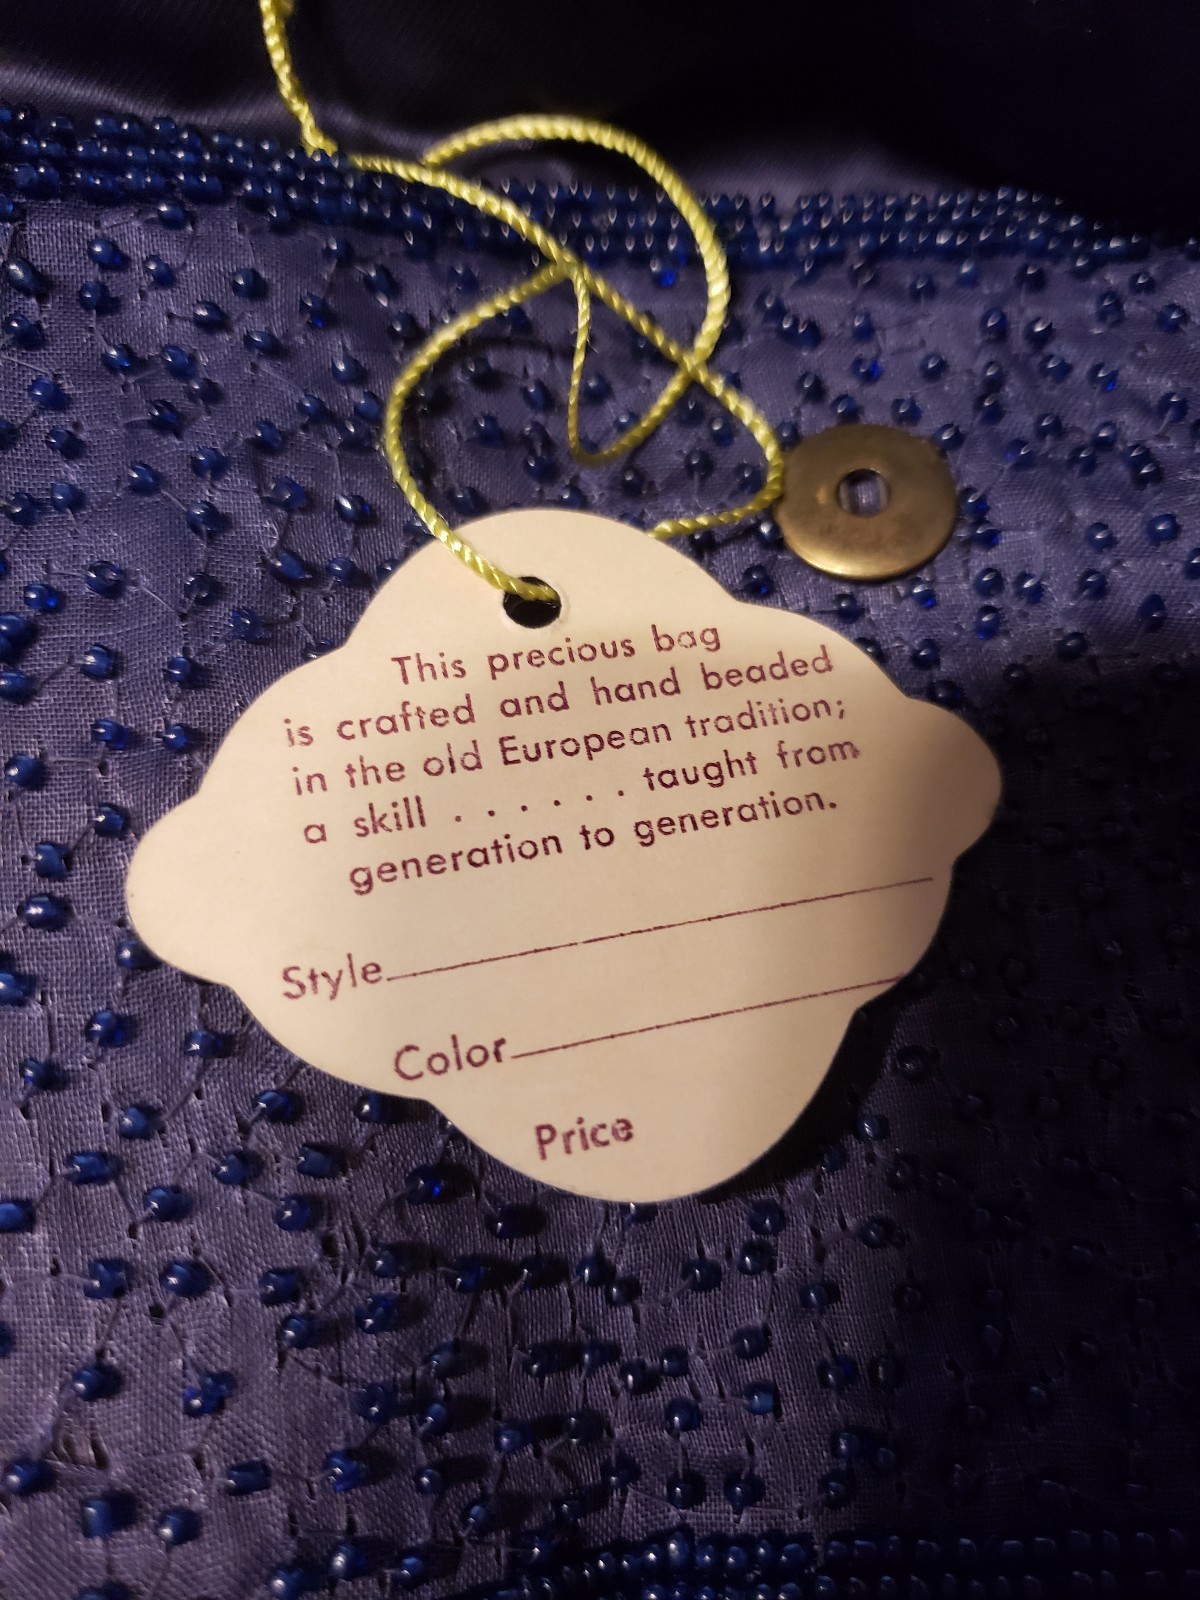 This precious bag
is crafted and hand beaded
in the old European tradition;
a skill . . . . . . taught from
generation to generation.
Style
Color
Price